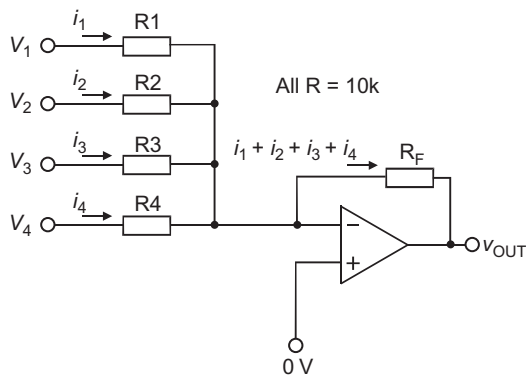 i1 R1
V1
i2 R2
V2
All R = 10k
i3 R3
V3
i1 + i2 + i3 + i4 RF
i4 R4
V4
−
+
vOUT
0 V